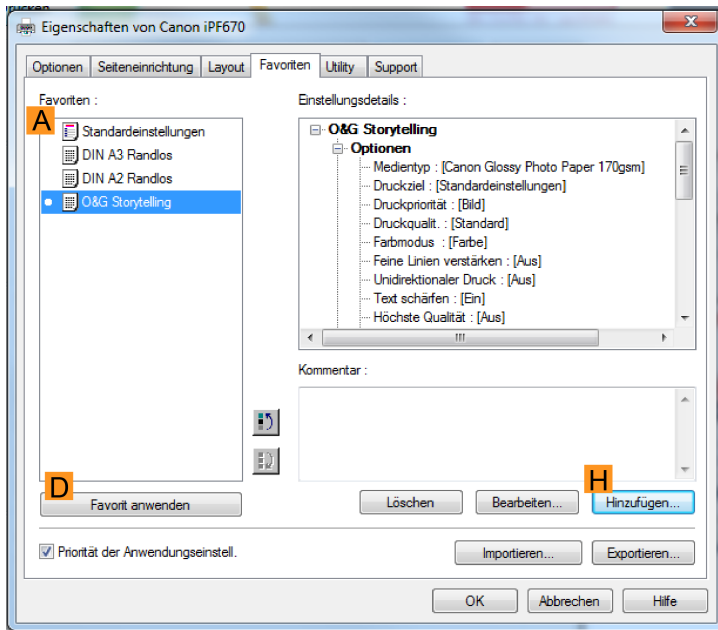 Eigenschaften von Canon iPF670
Optionen Seiteneinrichtung Layout Favoriten Utility Support
Favoriten :
A
Standardeinstellungen
DIN A3 Randlos
DIN A2 Randlos
O&G Storytelling
D
Favorit anwenden
Einstellungsdetails :
O&G Storytelling
Optionen
Medientyp : [Canon Glossy Photo Paper 170gsm]
Druckziel : [Standardeinstellungen]
Druckpriorität : [Bild]
Druckqualit. : [Standard]
Farbmodus : [Farbe]
Feine Linien verstärken : [Aus]
Unidirektionaler Druck : [Aus]
Text schärfen : [Ein]
Höchste Qualität : [Aus]
Kommentar :
H
Löschen Bearbeiten... Hinzufügen...
Priorität der Anwendungseinstell.
Importieren... Exportieren...
OK Abbrechen Hilfe